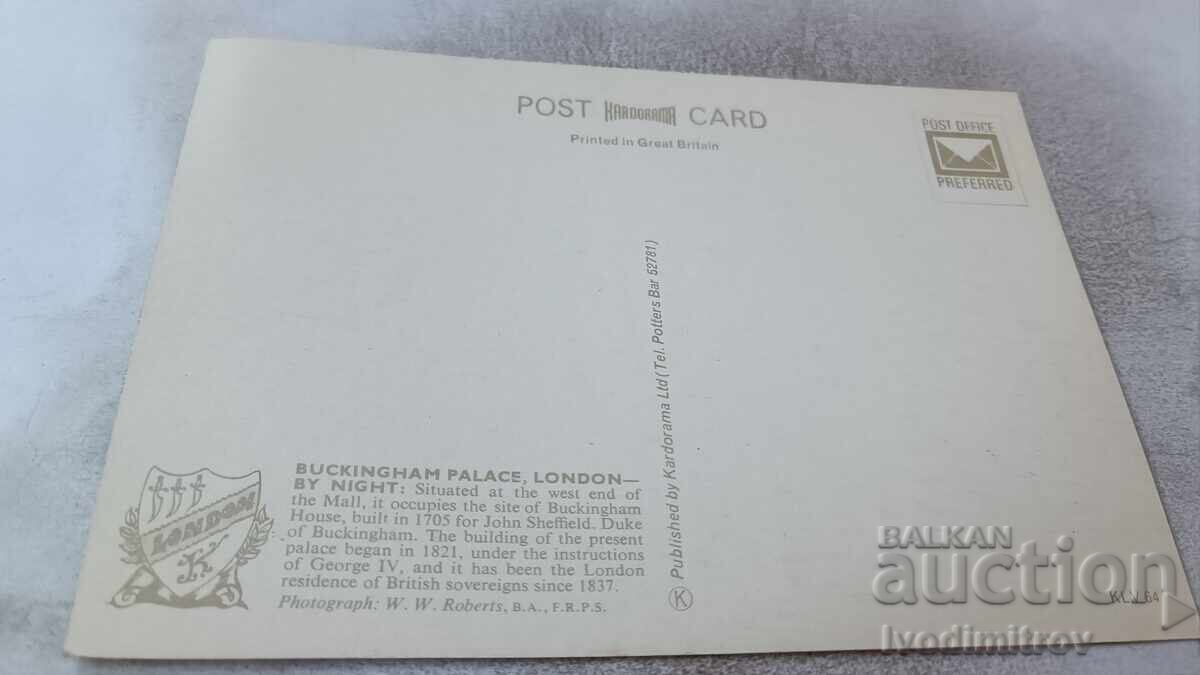 POST KARDORAMA CARD
Printed in Great Britain
POST OFFICE
PREFERRED
Published by Kardorama Ltd (Tel. Potters Bar 52781)
K
LONDON
K
BUCKINGHAM PALACE, LONDON—
BY NIGHT: Situated at the west end of
the Mall, it occupies the site of Buckingham
House, built in 1705 for John Sheffield. Duke
of Buckingham. The building of the present
palace began in 1821, under the instructions
of George IV, and it has been the London
residence of British sovereigns since 1837.
Photograph: W. W. Roberts, B.A., F.R.P.S.
KLV 64
BALKAN
auction
Ivodimitrov